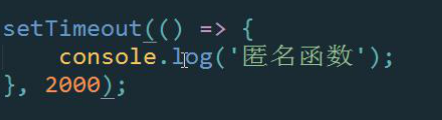 setTimeout(() => {
    console.log('匿名函数');
}, 2000);